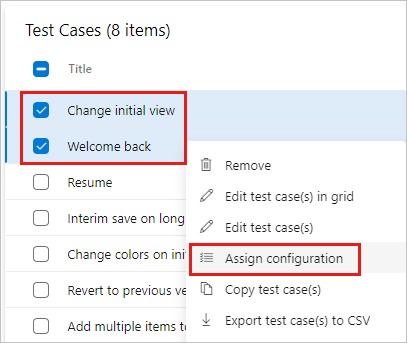 Test Cases (8 items)
Title
Change initial view
Welcome back
Resume
Interim save on long
Change colors on ini
Revert to previous ve
Add multiple items to
Remove
Edit test case(s) in grid
Edit test case(s)
Assign configuration
Copy test case(s)
Export test case(s) to CSV